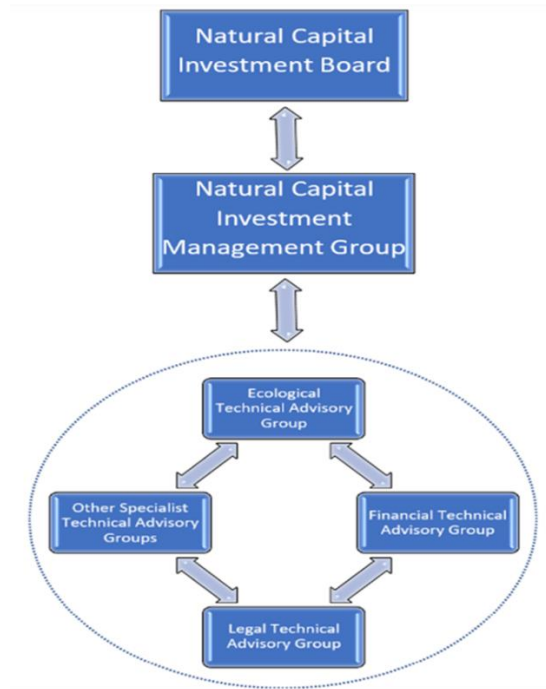 Natural Capital
Investment Board
Natural Capital
Investment
Management Group
Ecological
Technical Advisory
Group
Other Specialist
Technical Advisory
Groups
Financial Technical
Advisory Group
Legal Technical
Advisory Group